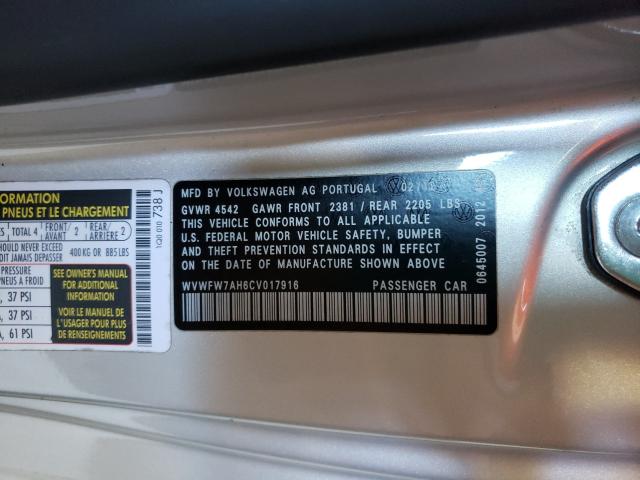 FORMATION
PNEUS ET LE CHARGEMENT
TOTAL 4 FRONT/AVANT 2 REAR/ARRIÈRE 2
HOULD NEVER EXCEED
DOIT JAMAIS DEPASSER
400 KG OR 885 LBS
PRESSURE
PNEUS A FROID
, 37 PSI
, 37 PSI
, 61 PSI
SEE OWNER'S MANUAL
FOR ADDITIONAL
INFORMATION
VOIR LE MANUEL DE
L'USAGER POUR PLUS
DE RENSEIGNEMENTS
1Q0 010 738 J
MFD BY VOLKSWAGEN AG PORTUGAL
GVWR 4542 GAWR FRONT 2381 / REAR 2205 LBS
THIS VEHICLE CONFORMS TO ALL APPLICABLE
U.S. FEDERAL MOTOR VEHICLE SAFETY, BUMPER
AND THEFT PREVENTION STANDARDS IN EFFECT
ON THE DATE OF MANUFACTURE SHOWN ABOVE
WVWFW7AH6CV017916 PASSENGER CAR
0645007 2012